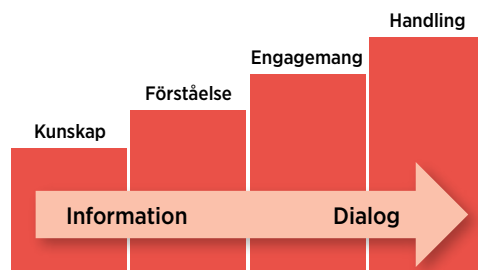 Handling
Engagemang
Förståelse
Kunskap
Information
Dialog